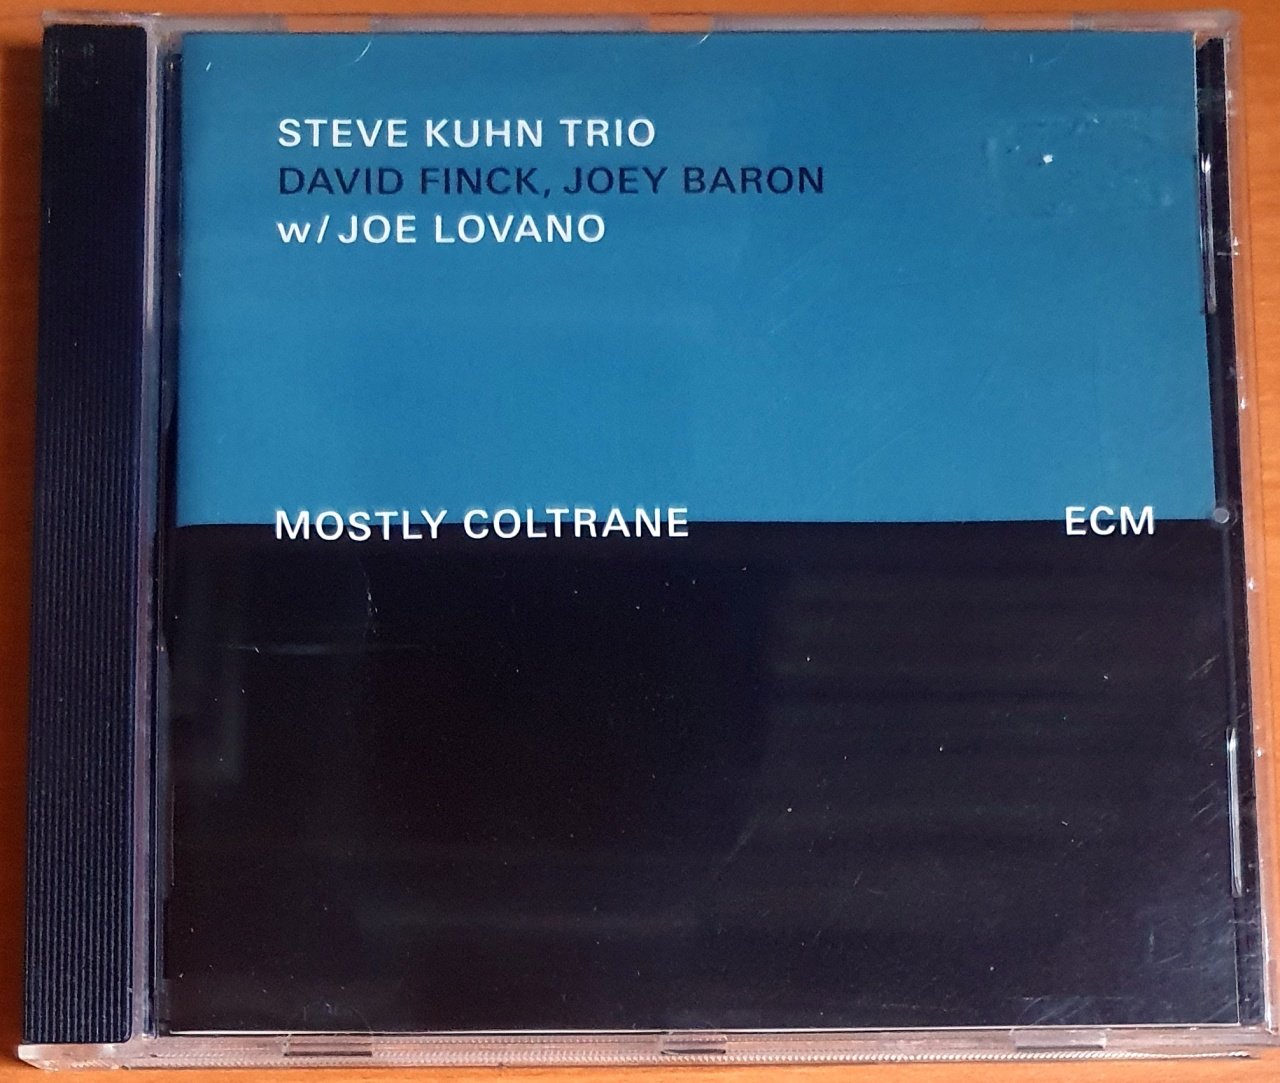 STEVE KUHN TRIO
DAVID FINCK, JOEY BARON
w/JOE LOVANO
MOSTLY COLTRANE ECM